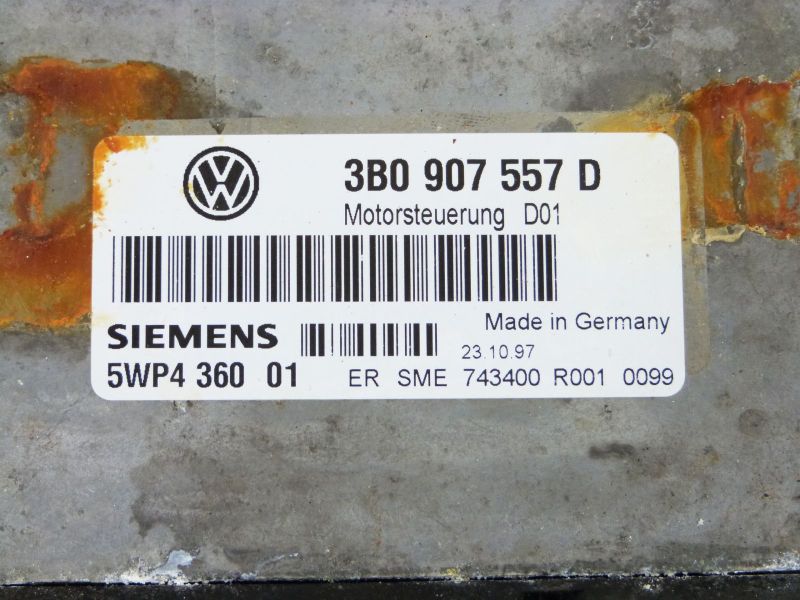 3B0 907 557 D
Motorsteuerung D01
Made in Germany
SIEMENS
23.10.97
5WP4 360 01
ER SME 743400 R001 0099